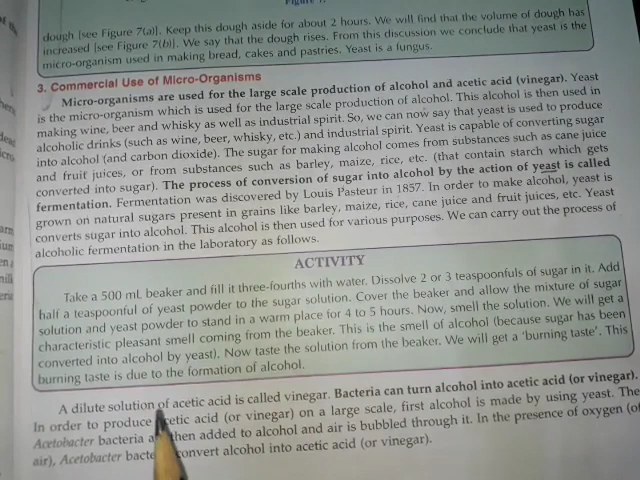 Figure 7.
dough [see Figure 7(a)]. Keep this dough aside for about 2 hours. We will find that the volume of dough has
increased [see Figure 7(b)]. We say that the dough rises. From this discussion we conclude that yeast is the
micro-organism used in making bread, cakes and pastries. Yeast is a fungus.
3. Commercial Use of Micro-Organisms
Micro-organisms are used for the large scale production of alcohol and acetic acid (vinegar). Yeast
is the micro-organism which is used for the large scale production of alcohol. This alcohol is then used in
making wine, beer and whisky as well as industrial spirit. So, we can now say that yeast is used to produce
alcoholic drinks (such as wine, beer, whisky, etc.) and industrial spirit. Yeast is capable of converting sugar
into alcohol (and carbon dioxide). The sugar for making alcohol comes from substances such as cane juice
and fruit juices, or from substances such as barley, maize, rice, etc. (that contain starch which gets
converted into sugar). The process of conversion of sugar into alcohol by the action of yeast is called
fermentation. Fermentation was discovered by Louis Pasteur in 1857. In order to make alcohol, yeast is
grown on natural sugars present in grains like barley, maize, rice, cane juice and fruit juices, etc. Yeast
converts sugar into alcohol. This alcohol is then used for various purposes. We can carry out the process of
alcoholic fermentation in the laboratory as follows.
ACTIVITY
Take a 500 mL beaker and fill it three-fourths with water. Dissolve 2 or 3 teaspoonfuls of sugar in it. Add
half a teaspoonful of yeast powder to the sugar solution. Cover the beaker and allow the mixture of sugar
solution and yeast powder to stand in a warm place for 4 to 5 hours. Now, smell the solution. We will get a
characteristic pleasant smell coming from the beaker. This is the smell of alcohol (because sugar has been
converted into alcohol by yeast). Now taste the solution from the beaker. We will get a 'burning taste'. This
burning taste is due to the formation of alcohol.
A dilute solution of acetic acid is called vinegar. Bacteria can turn alcohol into acetic acid (or vinegar).
In order to produce acetic acid (or vinegar) on a large scale, first alcohol is made by using yeast. The
Acetobacter bacteria then added to alcohol and air is bubbled through it. In the presence of oxygen (of
air), Acetobacter convert alcohol into acetic acid (or vinegar).